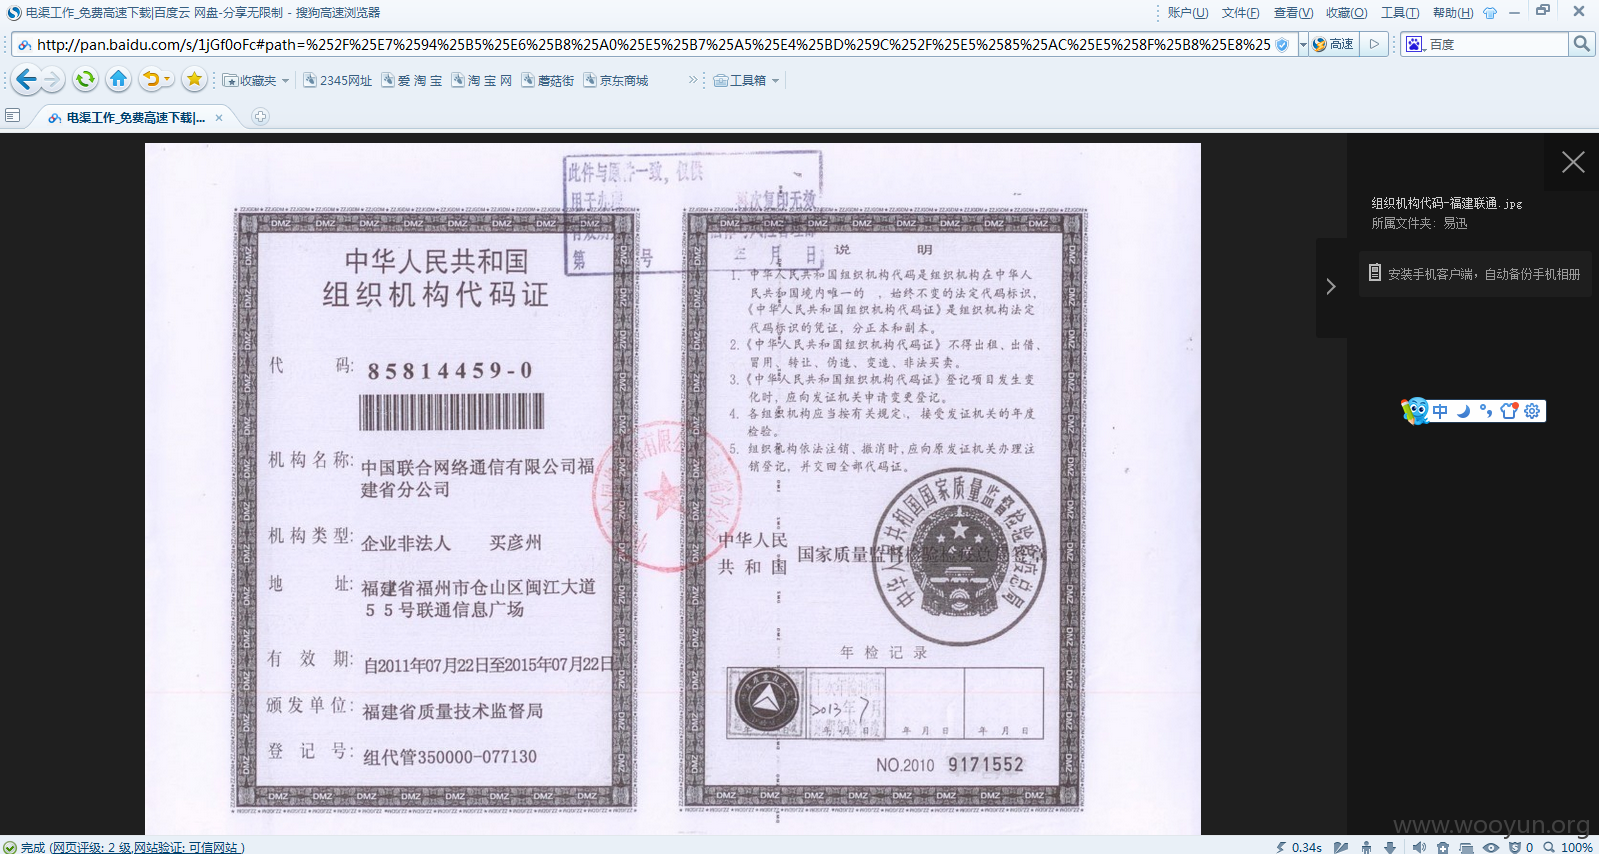 电渠工作_免费高速下载|百度云 网盘-分享无限制 - 搜狗高速浏览器
账户(U) 文件(F) 查看(V) 收藏(O) 工具(T) 帮助(H)
http://pan.baidu.com/s/1jGf0oFc#path=%252F%25E7%2594%25B5%25E6%25B8%25A0%25E5%25B7%25A5%25E4%25BD%259C%252F%25E5%2585%25AC%25E5%258F%25B8%25E8%25
高速
百度
收藏夹
2345网址
爱 淘 宝
淘 宝 网
蘑菇街
京东商城
工具箱
电渠工作_免费高速下载|...
此件与原件一致，仅供
用于办理
再次复印无效
第 号
年 月 日
中华人民共和国
组织机构代码证
代 码: 85814459-0
机构名称: 中国联合网络通信有限公司福
建省分公司
机构类型: 企业非法人 买彦州
地 址: 福建省福州市仓山区闽江大道
５５号联通信息广场
有 效 期: 自2011年07月22日至2015年07月22日
颁发单位: 福建省质量技术监督局
登 记 号: 组代管350000-077130
说 明
1. 中华人民共和国组织机构代码是组织机构在中华人
民共和国境内唯一的 、始终不变的法定代码标识，
《中华人民共和国组织机构代码证》是组织机构法定
代码标识的凭证，分正本和副本。
2.《中华人民共和国组织机构代码证》不得出租、出借、
冒用、转让、伪造、变造、非法买卖。
3.《中华人民共和国组织机构代码证》登记项目发生变
化时，应向发证机关申请变更登记。
4. 各组织机构应当按有关规定，接受发证机关的年度
检验。
5. 组织机构依法注销、撤消时，应向原发证机关办理注
销登记，并交回全部代码证。
中华人民
共 和 国
国家质量监督检验检疫总局签章
中华人民共和国国家质量监督检验检疫总局
年 检 记 录
2013年7月
年 月 日
年 月 日
NO.2010 9171552
组织机构代码-福建联通.jpg
所属文件夹: 易迅
安装手机客户端，自动备份手机相册
中
www.wooyun.org
完成 (网页评级: 2 级,网站验证: 可信网站 )
0.34s
0
100%